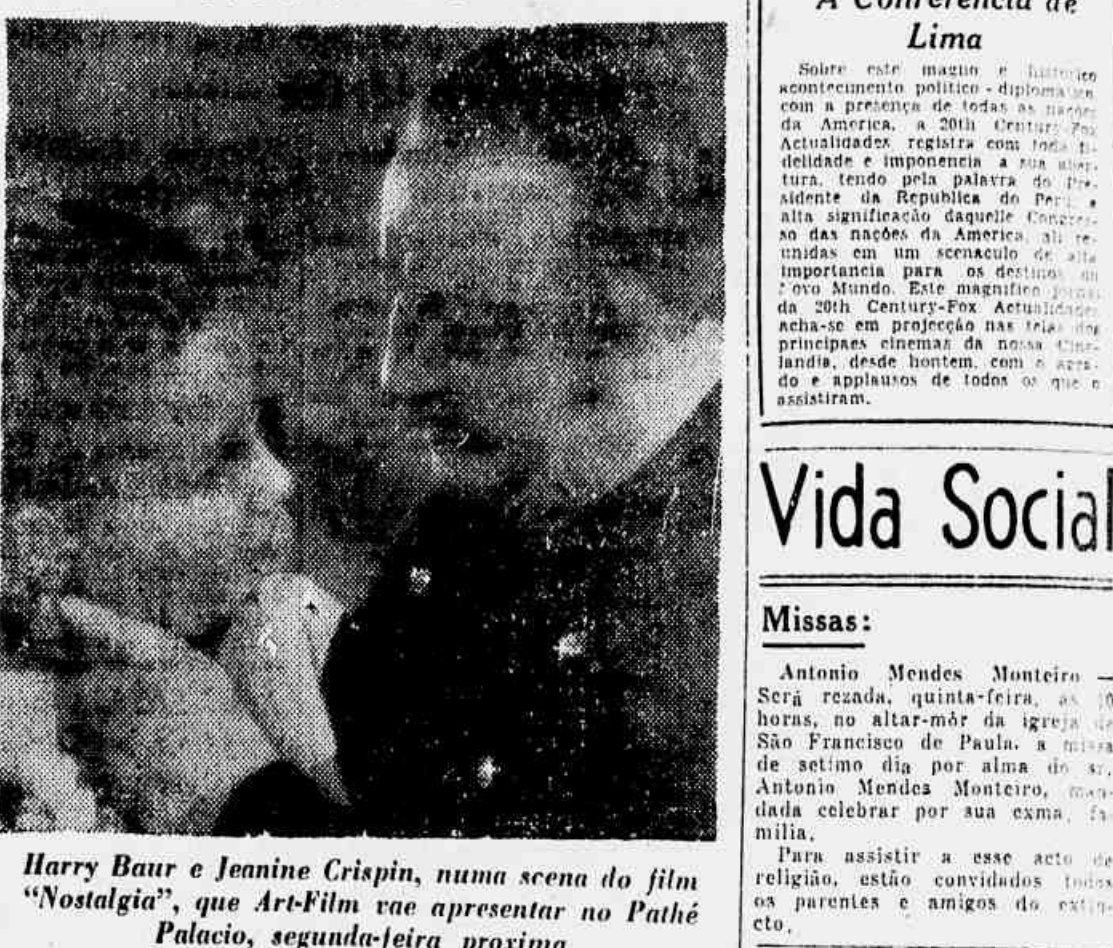 Harry Baur e Jeanine Crispin, numa scena do film
“Nostalgia”, que Art-Film vae apresentar no Pathé
Palacio, segunda-feira proxima
A Conferencia de
Lima
Sobre este magno e historico
acontecimento politico - diplomatico,
com a presença de todas as nações
da America, a 20th Century-Fox
Actualidades registra com toda fi-
delidade e imponencia a sua aber-
tura, tendo pela palavra do Pre-
sidente da Republica do Perú a
alta significação daquelle Congres-
so das nações da America, ali re-
unidas em um scenaculo de alta
importancia para os destinos do
ovo Mundo. Este magnifico jornal
da 20th Century-Fox Actualidades
acha-se em projecção nas telas dos
principaes cinemas da nossa Cine-
landia, desde hontem, com o agra-
do e applausos de todos os que o
assistiram.
Vida Social
Missas:
Antonio Mendes Monteiro —
Será rezada, quinta-feira, ás 10
horas, no altar-mór da igreja de
São Francisco de Paula, a missa
de setimo dia por alma do sr.
Antonio Mendes Monteiro, man-
dada celebrar por sua exma. fa-
milia.
Para assistir a esse acto de
religião, estão convidados todos
os parentes e amigos do extin-
cto.